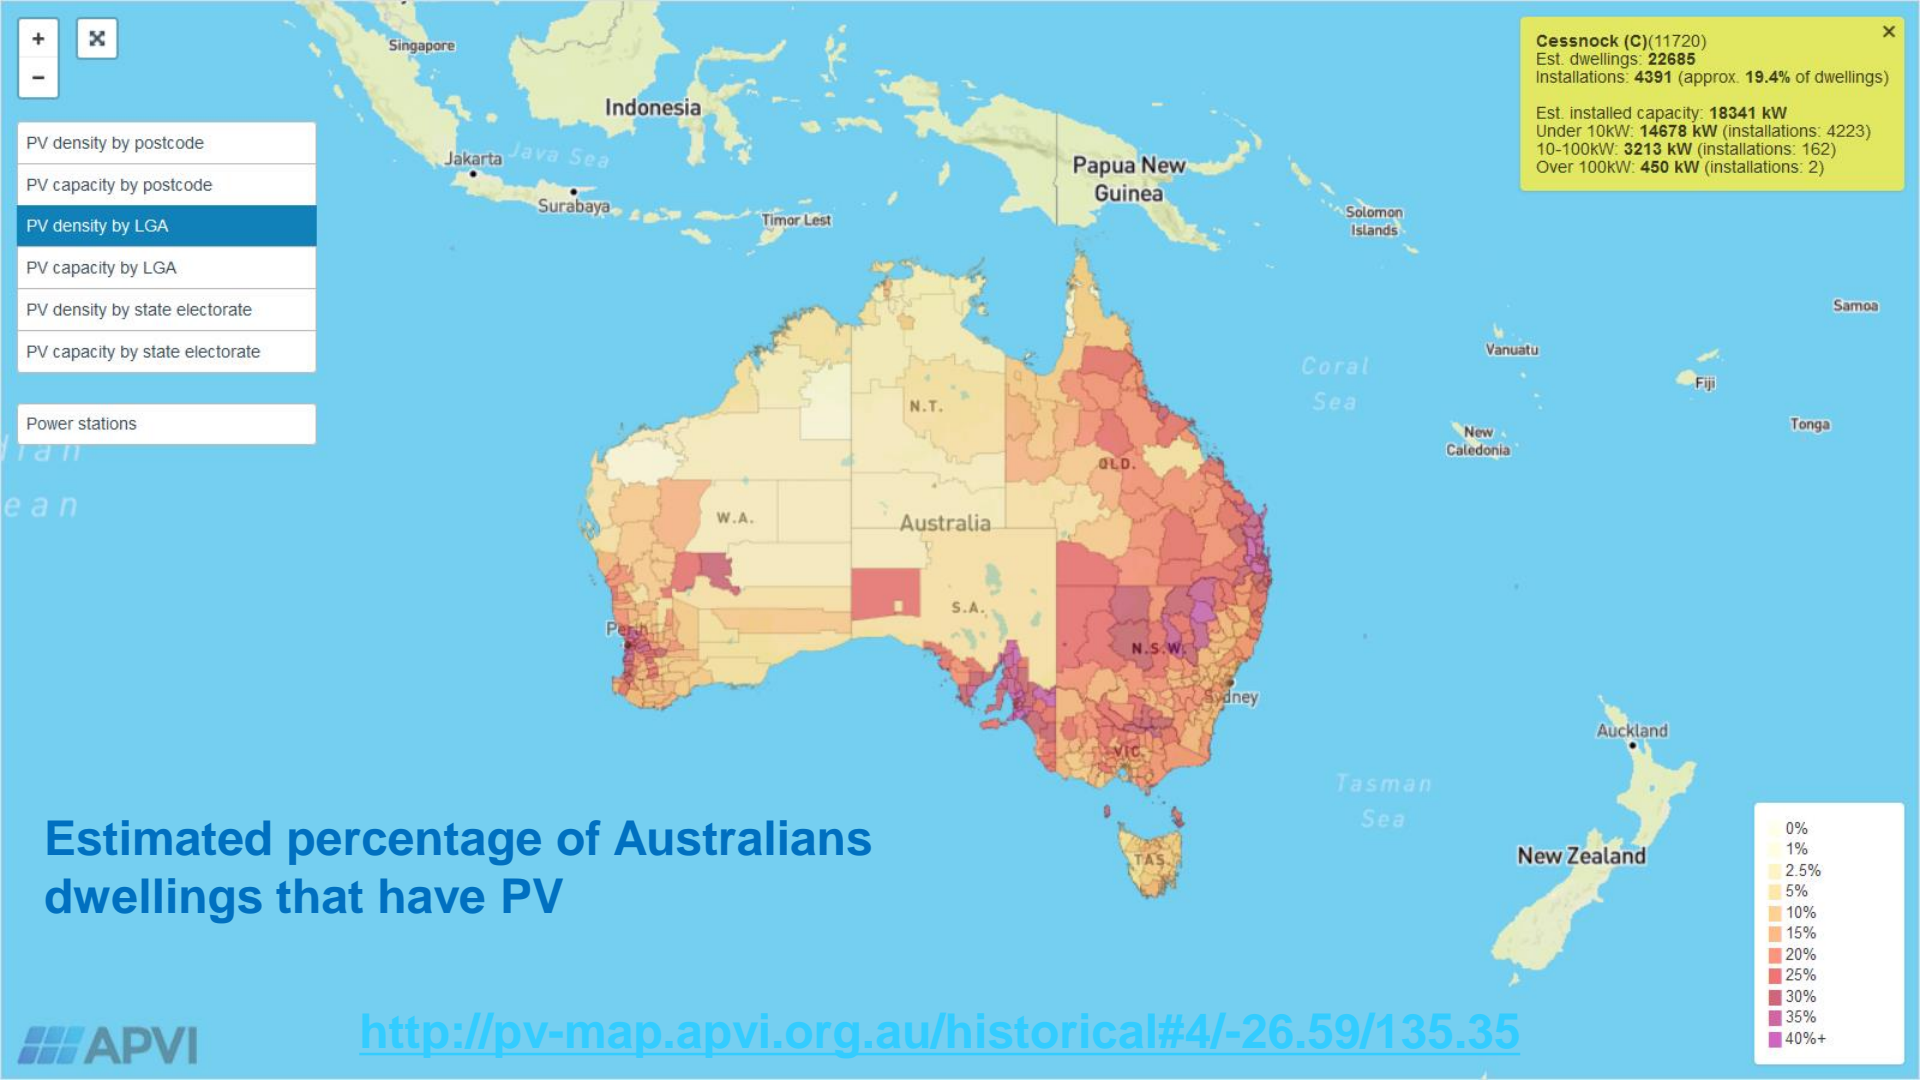 +
−
PV density by postcode
PV capacity by postcode
PV density by LGA
PV capacity by LGA
PV density by state electorate
PV capacity by state electorate
Power stations
Cessnock (C)(11720)
Est. dwellings: 22685
Installations: 4391 (approx. 19.4% of dwellings)
Est. installed capacity: 18341 kW
Under 10kW: 14678 kW (installations: 4223)
10-100kW: 3213 kW (installations: 162)
Over 100kW: 450 kW (installations: 2)
Singapore
Indonesia
Jakarta
Java Sea
Surabaya
Timor Lest
Papua New
Guinea
Solomon
Islands
Samoa
Vanuatu
Fiji
Coral
Sea
Tonga
New
Caledonia
N.T.
QLD.
W.A.
Australia
S.A.
Perth
N.S.W.
Sydney
VIC.
TAS.
Auckland
Tasman
Sea
New Zealand
ean
Estimated percentage of Australians
dwellings that have PV
0%
1%
2.5%
5%
10%
15%
20%
25%
30%
35%
40%+
APVI
http://pv-map.apvi.org.au/historical#4/-26.59/135.35